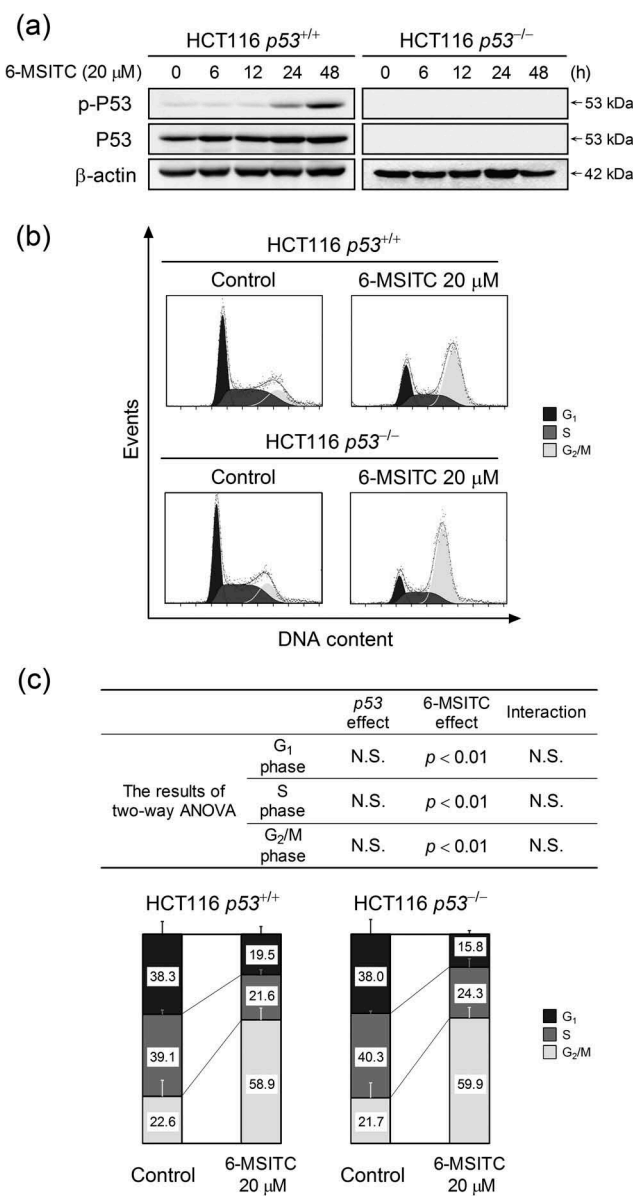 (a)
HCT116 p53+/+ HCT116 p53−/−
6-MSITC (20 μM) 0 6 12 24 48 0 6 12 24 48 (h)
p-P53 ←53 kDa
P53 ←53 kDa
β-actin ←42 kDa
(b)
HCT116 p53+/+
Control 6-MSITC 20 μM
Events
G1
S
G2/M
HCT116 p53−/−
Control 6-MSITC 20 μM
DNA content
(c)
p53 effect 6-MSITC effect Interaction
The results of two-way ANOVA
G1 phase N.S. p < 0.01 N.S.
S phase N.S. p < 0.01 N.S.
G2/M phase N.S. p < 0.01 N.S.
HCT116 p53+/+ HCT116 p53−/−
38.3 19.5 38.0 15.8
39.1 21.6 40.3 24.3
22.6 58.9 21.7 59.9
G1
S
G2/M
Control 6-MSITC 20 μM Control 6-MSITC 20 μM